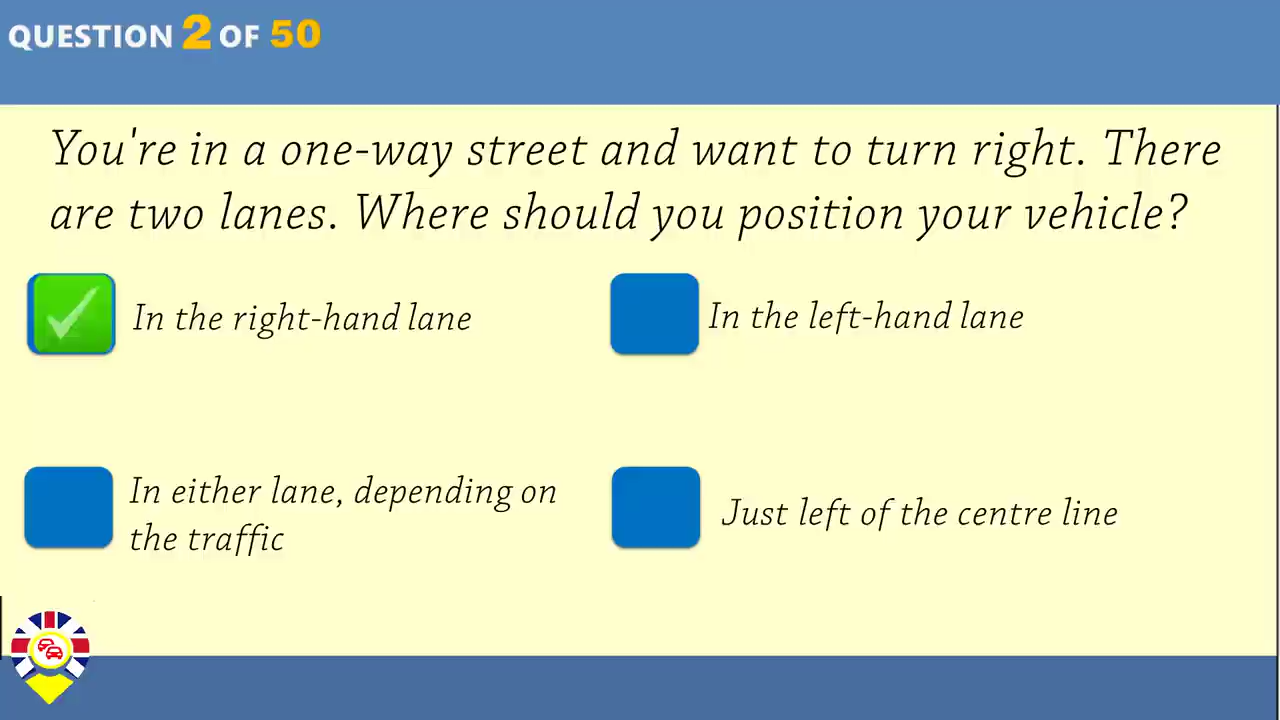 QUESTION 2 OF 50
You're in a one-way street and want to turn right. There
are two lanes. Where should you position your vehicle?
In the right-hand lane
In the left-hand lane
In either lane, depending on
the traffic
Just left of the centre line